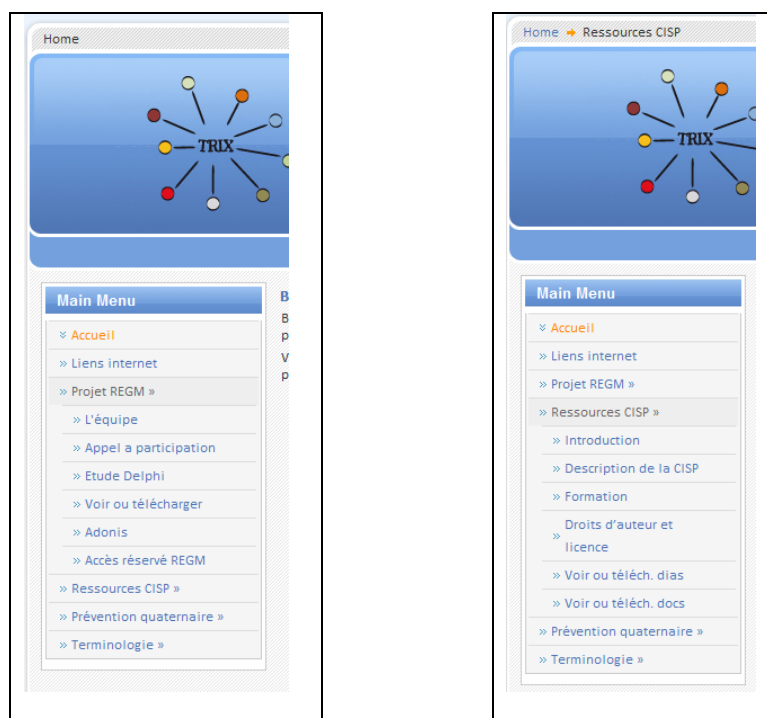 Home
TRIX
Main Menu
Accueil
» Liens internet
» Projet REGM »
» L'équipe
» Appel a participation
» Etude Delphi
» Voir ou télécharger
» Adonis
» Accès réservé REGM
» Ressources CISP »
» Prévention quaternaire »
» Terminologie »
B
B
p
V
p
Home Ressources CISP
TRIX
Main Menu
Accueil
» Liens internet
» Projet REGM »
» Ressources CISP »
» Introduction
» Description de la CISP
» Formation
» Droits d'auteur et
licence
» Voir ou téléch. dias
» Voir ou téléch. docs
» Prévention quaternaire »
» Terminologie »